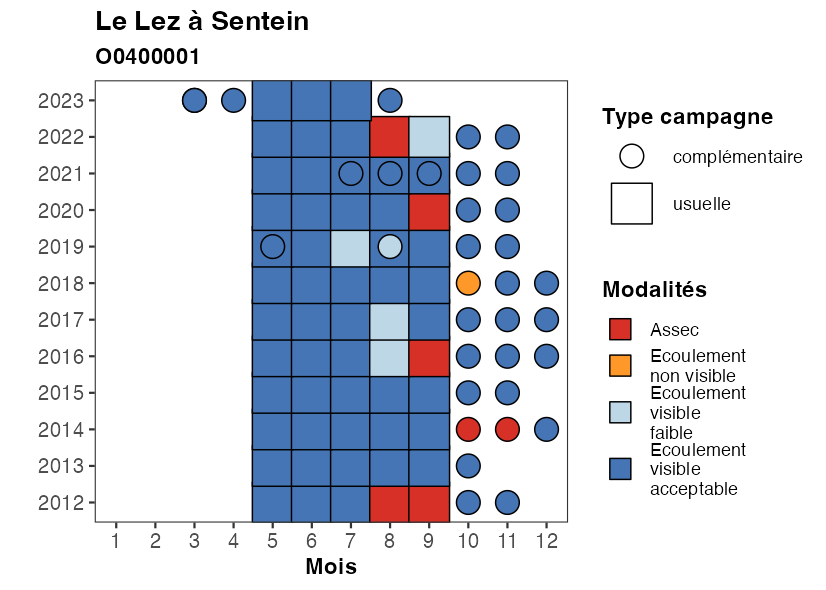 Le Lez à Sentein
O0400001
2023
2022
2021
2020
2019
2018
2017
2016
2015
2014
2013
2012
1 2 3 4 5 6 7 8 9 10 11 12
Mois
Type campagne
complémentaire
usuelle
Modalités
Assec
Ecoulement
non visible
Ecoulement
visible
faible
Ecoulement
visible
acceptable